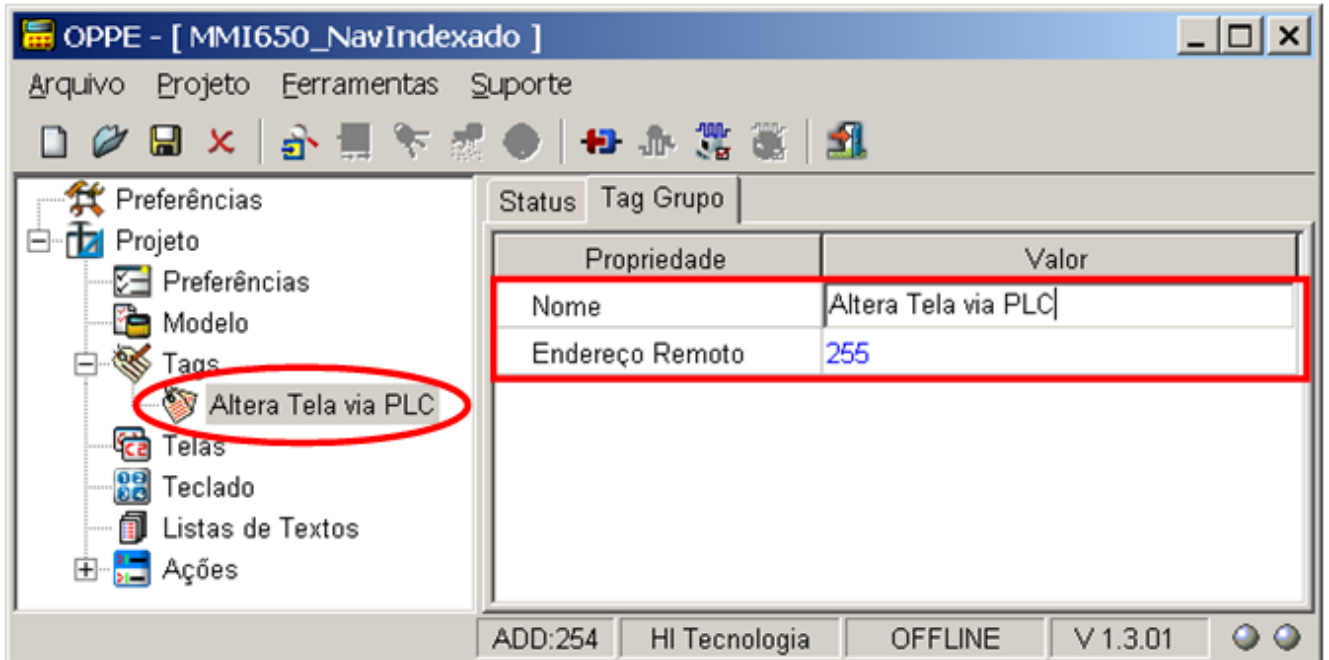 OPPE - [ MMI650_NavIndexado ]
Arquivo Projeto Ferramentas Suporte
Preferências
Projeto
Preferências
Modelo
Tags
Altera Tela via PLC
Telas
Teclado
Listas de Textos
Ações
Status Tag Grupo
Propriedade Valor
Nome Altera Tela via PLC
Endereço Remoto 255
ADD:254 HI Tecnologia OFFLINE V 1.3.01